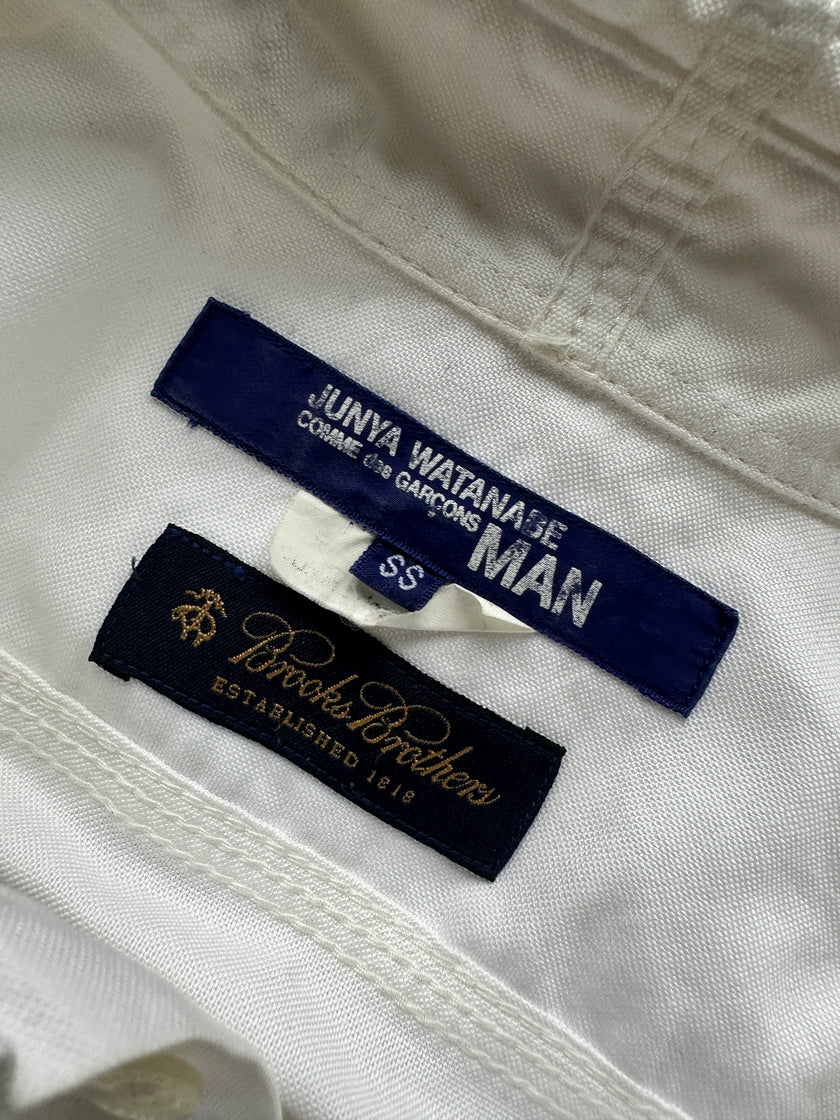 JUNYA WATANABE
COMME des GARÇONS
MAN
SS
Brooks Brothers
ESTABLISHED 1818